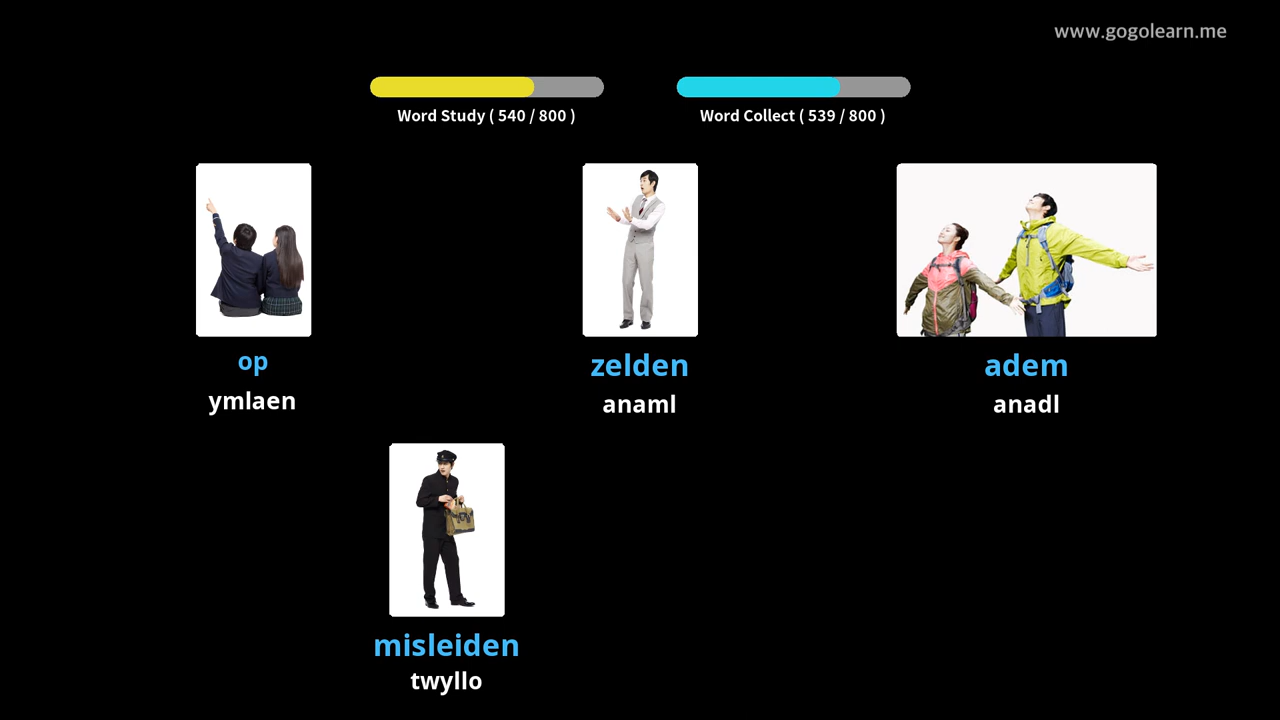 www.gogolearn.me
Word Study ( 540 / 800 )
Word Collect ( 539 / 800 )
op
ymlaen
zelden
anaml
adem
anadl
misleiden
twyllo